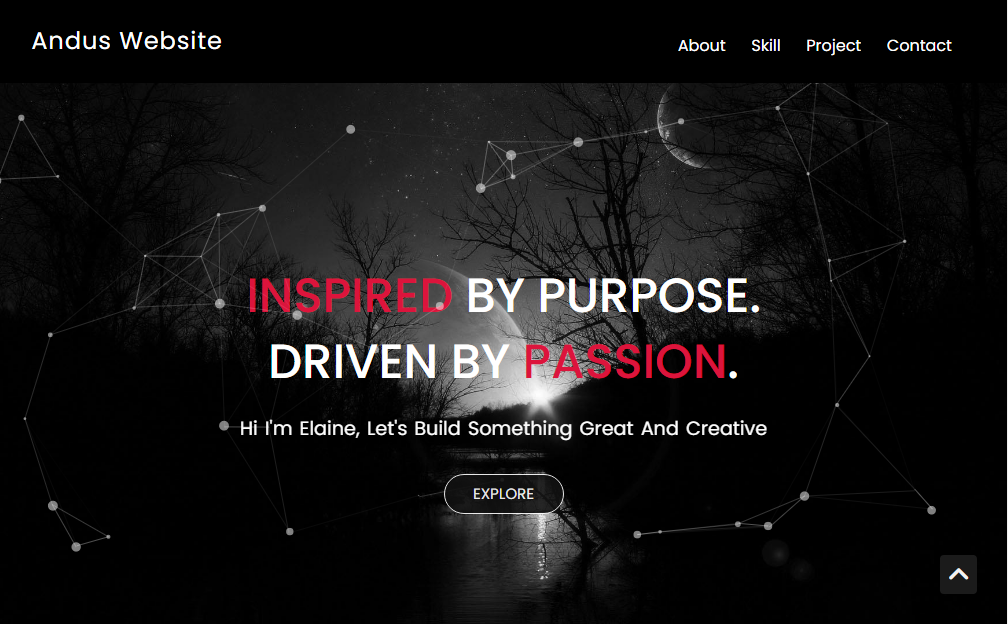 Andus Website
About Skill Project Contact
INSPIRED BY PURPOSE.
DRIVEN BY PASSION.
Hi I'm Elaine, Let's Build Something Great And Creative
EXPLORE